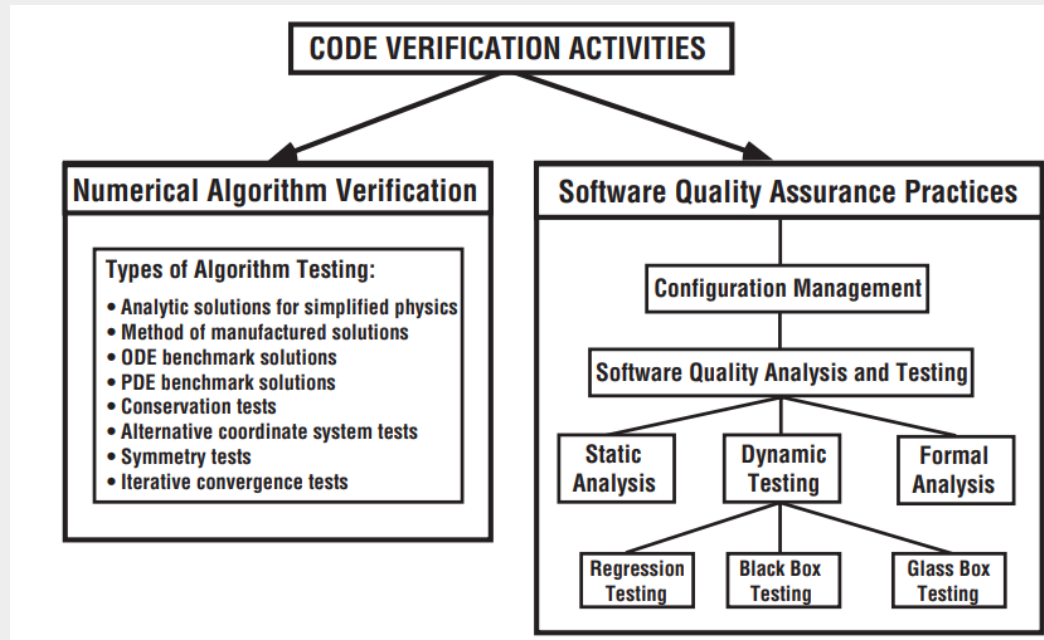 CODE VERIFICATION ACTIVITIES
Numerical Algorithm Verification
Types of Algorithm Testing:
• Analytic solutions for simplified physics
• Method of manufactured solutions
• ODE benchmark solutions
• PDE benchmark solutions
• Conservation tests
• Alternative coordinate system tests
• Symmetry tests
• Iterative convergence tests
Software Quality Assurance Practices
Configuration Management
Software Quality Analysis and Testing
Static
Analysis
Dynamic
Testing
Formal
Analysis
Regression
Testing
Black Box
Testing
Glass Box
Testing